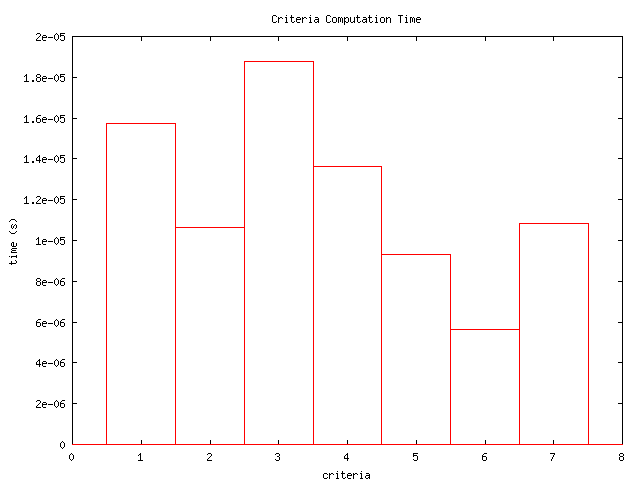 Criteria Computation Time
2e-05
1.8e-05
1.6e-05
1.4e-05
1.2e-05
1e-05
8e-06
6e-06
4e-06
2e-06
0
time (s)
0 1 2 3 4 5 6 7 8
criteria